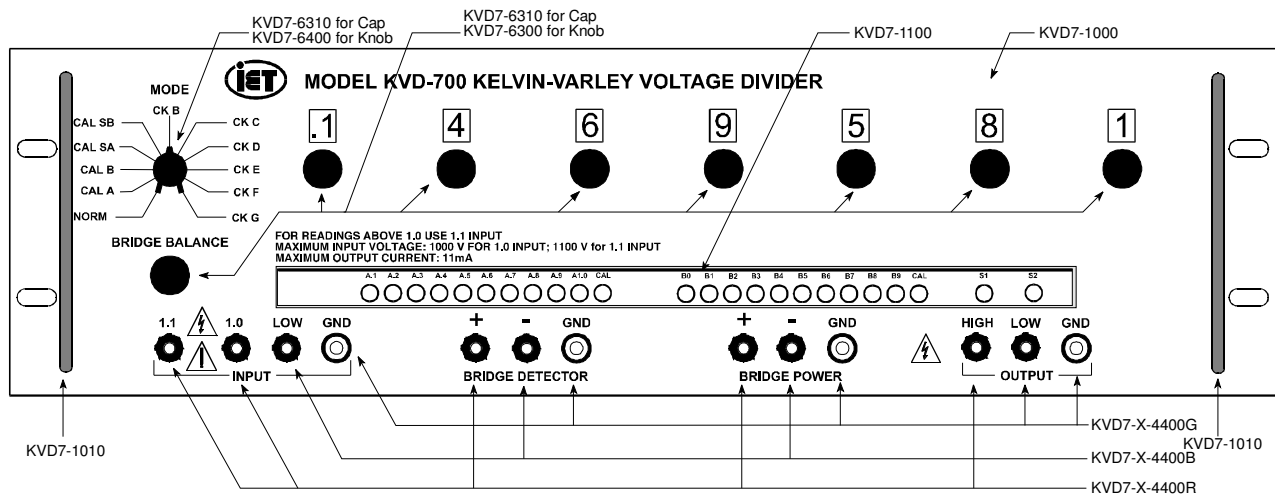 KVD7-6310 for Cap
KVD7-6400 for Knob
KVD7-6310 for Cap
KVD7-6300 for Knob
KVD7-1100
KVD7-1000
IET
MODEL KVD-700 KELVIN-VARLEY VOLTAGE DIVIDER
MODE
CK B
CAL SB
CK C
CAL SA
CK D
CAL B
CK E
CAL A
CK F
NORM
CK G
.1
4
6
9
5
8
1
BRIDGE BALANCE
FOR READINGS ABOVE 1.0 USE 1.1 INPUT
MAXIMUM INPUT VOLTAGE: 1000 V FOR 1.0 INPUT; 1100 V for 1.1 INPUT
MAXIMUM OUTPUT CURRENT: 11mA
A.1 A.2 A.3 A.4 A.5 A.6 A.7 A.8 A.9 A1.0 CAL
B0 B1 B2 B3 B4 B5 B6 B7 B8 B9 CAL
S1 S2
1.1 1.0 LOW GND
INPUT
+ - GND
BRIDGE DETECTOR
+ - GND
BRIDGE POWER
HIGH LOW GND
OUTPUT
KVD7-1010
KVD7-X-4400G
KVD7-1010
KVD7-X-4400B
KVD7-X-4400R